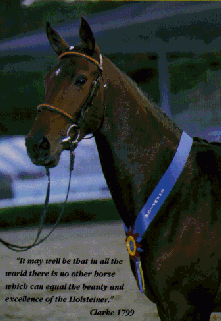 "It may well be that in all the
world there is no other horse
which can equal the beauty and
excellence of the Holsteiner."
Clarke 1799